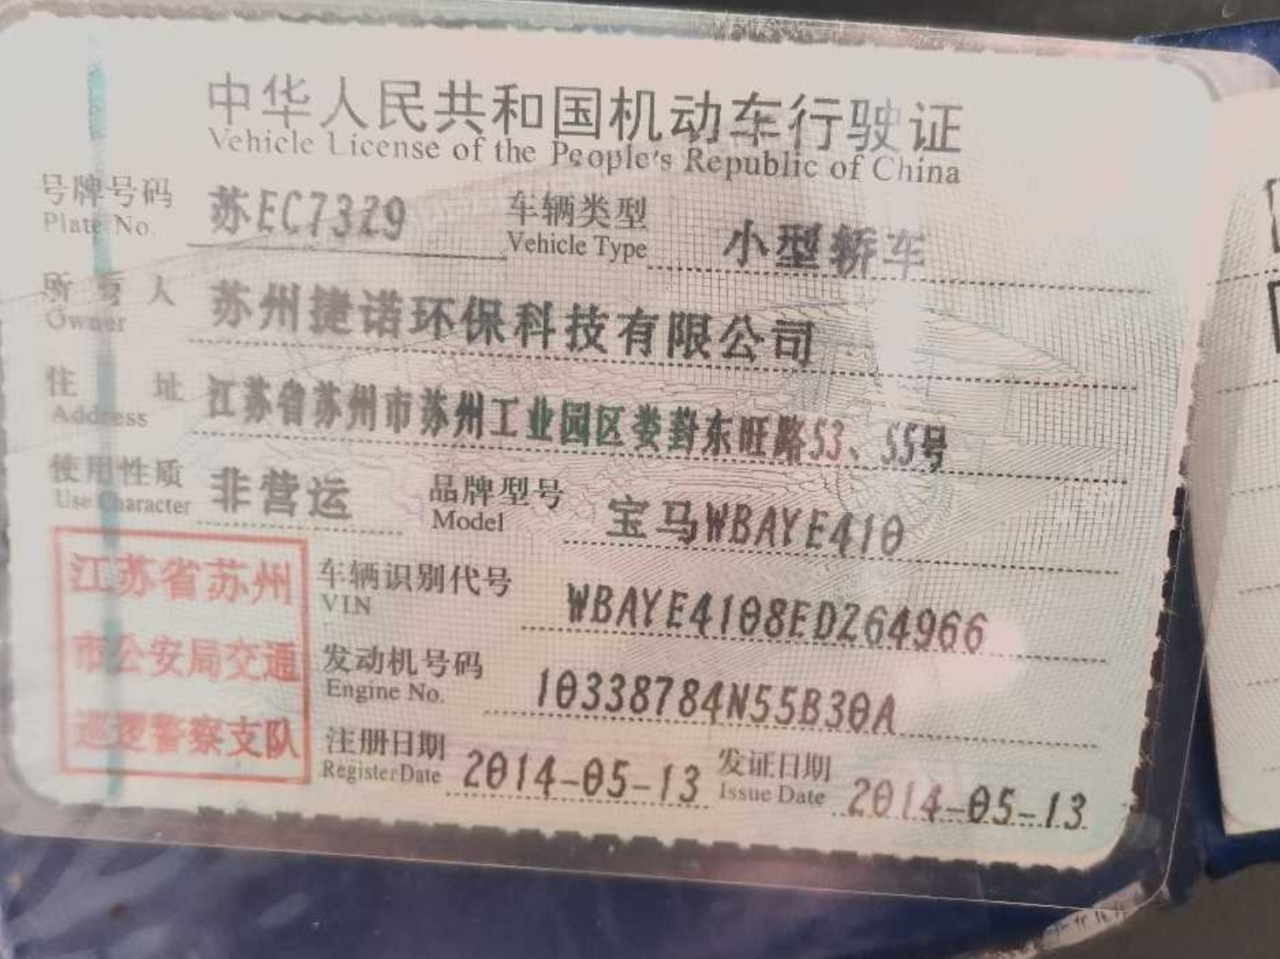 中华人民共和国机动车行驶证
Vehicle License of the People's Republic of China
号牌号码 苏EC7329 车辆类型 小型轿车
Plate No. Vehicle Type
所有人 苏州捷诺环保科技有限公司
Owner
住址 江苏省苏州市苏州工业园区娄葑东旺路53、55号
Address
使用性质 非营运 品牌型号 宝马WBAYE410
Use Character Model
江苏省苏州
市公安局交通
巡逻警察支队
车辆识别代号 WBAYE4108EDZ64966
VIN
发动机号码 10338784N55B30A
Engine No.
注册日期 2014-05-13 发证日期 2014-05-13
Register Date Issue Date